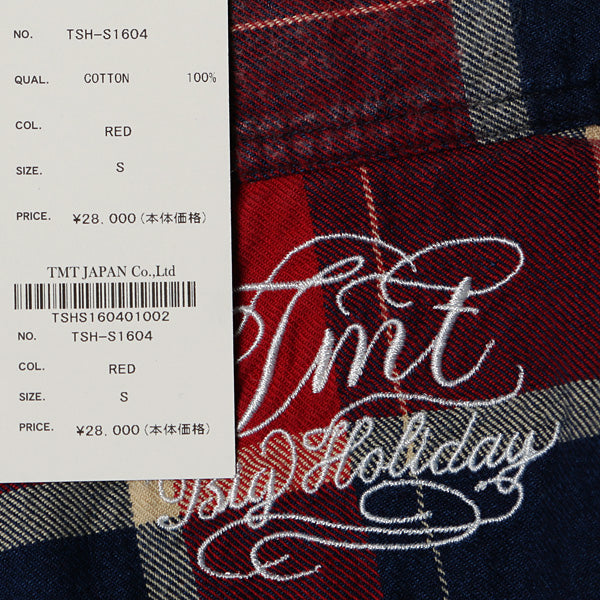 NO. TSH-S1604
QUAL. COTTON 100%
COL. RED
SIZE. S
PRICE. ¥28.000(本体価格)
TMT JAPAN Co.,Ltd
TSHS160401002
NO. TSH-S1604
COL. RED
SIZE. S
PRICE. ¥28.000(本体価格)
Tmt
Big Holiday